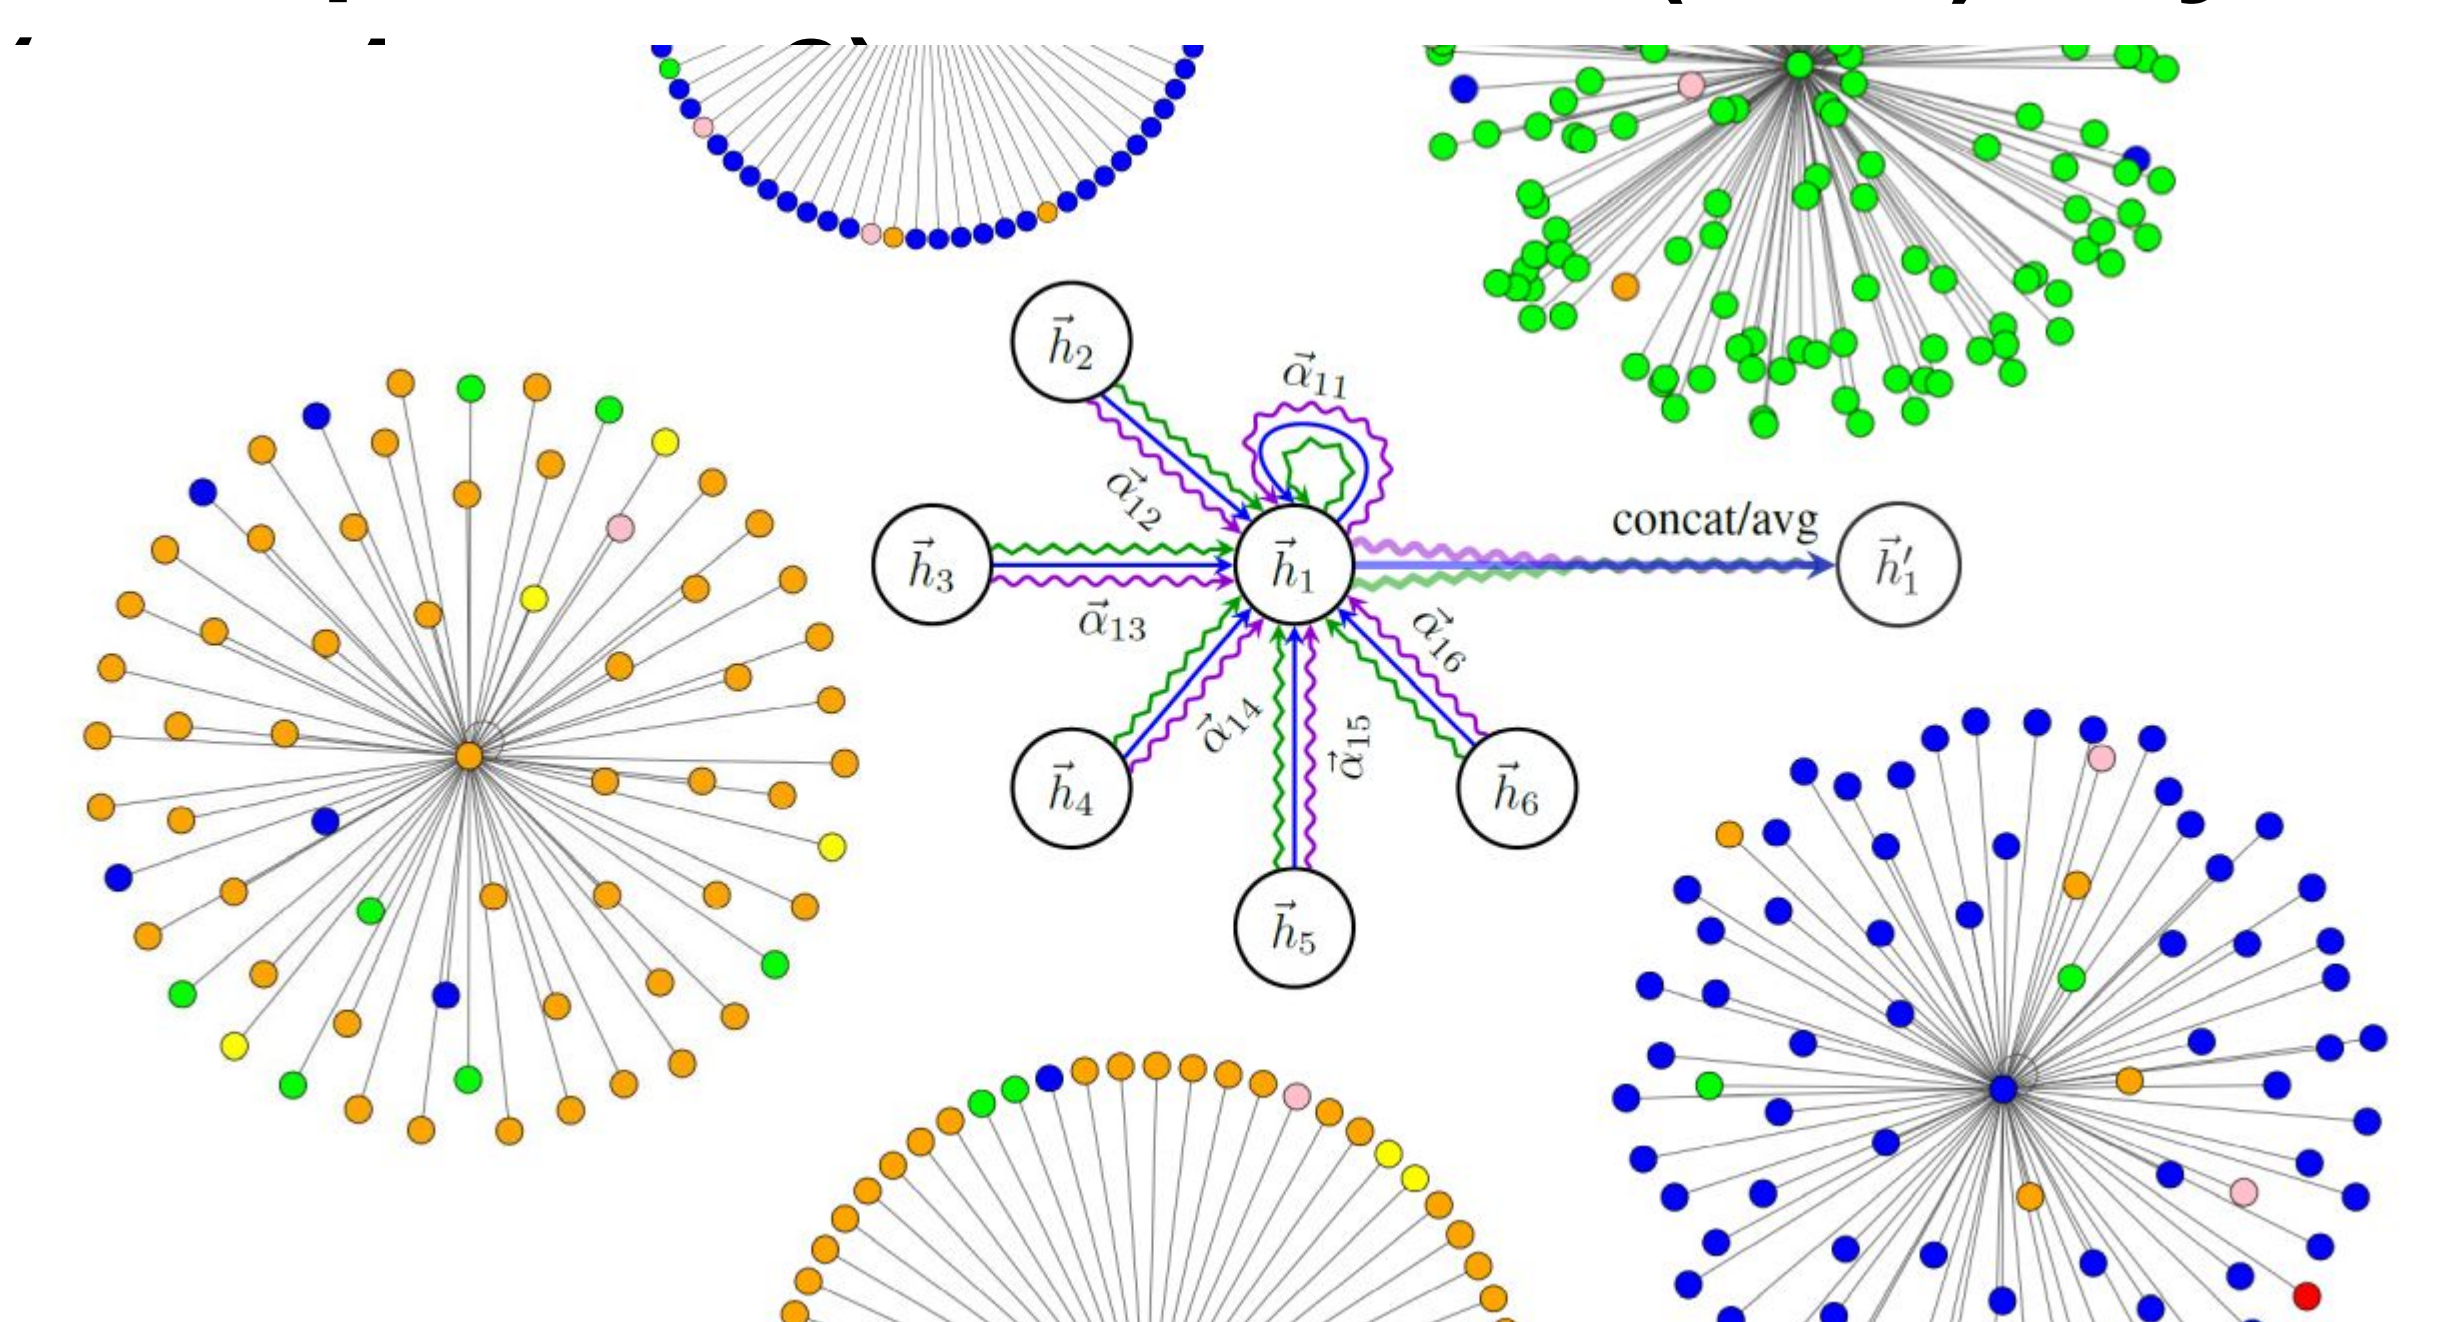 h⃗₂
α⃗₁₁
α⃗₁₂
concat/avg
h⃗₃
h⃗₁
h⃗′₁
α⃗₁₃
α⃗₁₆
α⃗₁₄
α⃗₁₅
h⃗₄
h⃗₆
h⃗₅